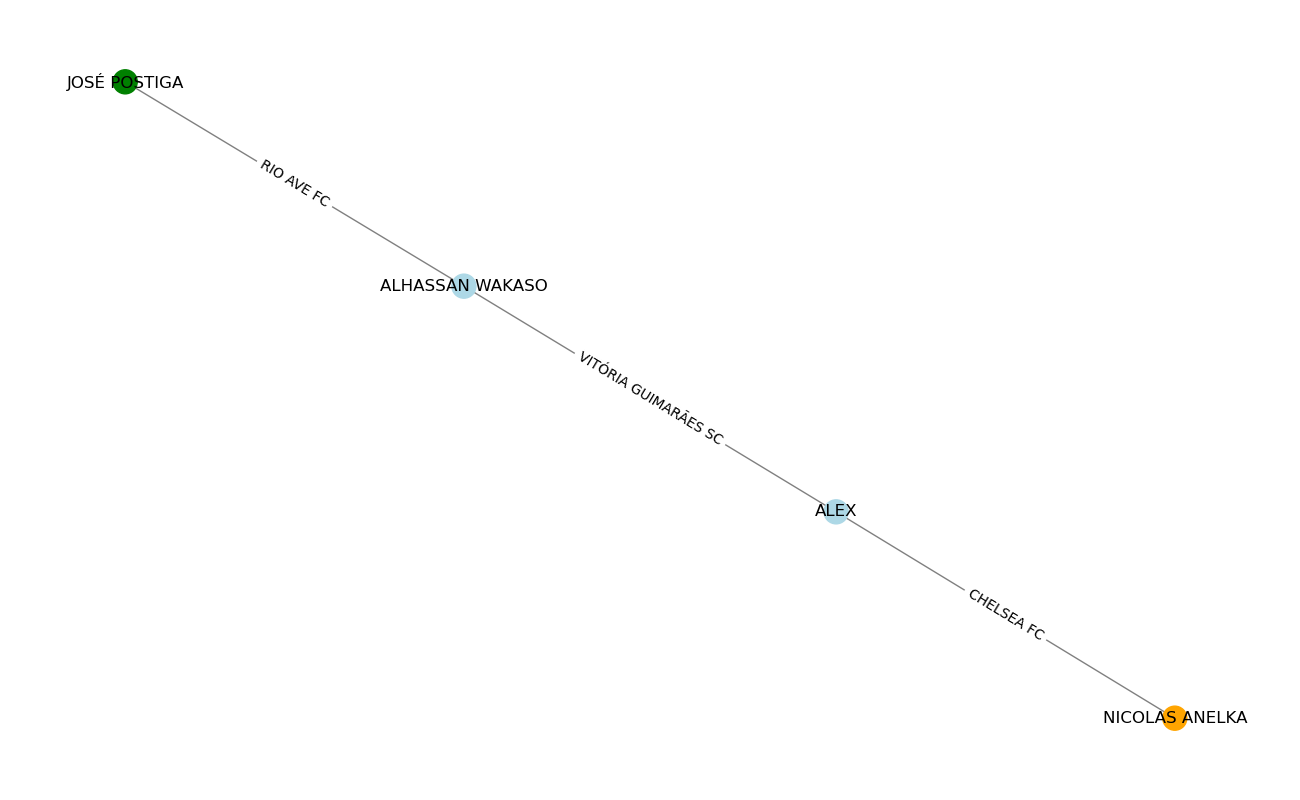 JOSÉ POSTIGA
RIO AVE FC
ALHASSAN WAKASO
VITÓRIA GUIMARÃES SC
ALEX
CHELSEA FC
NICOLAS ANELKA